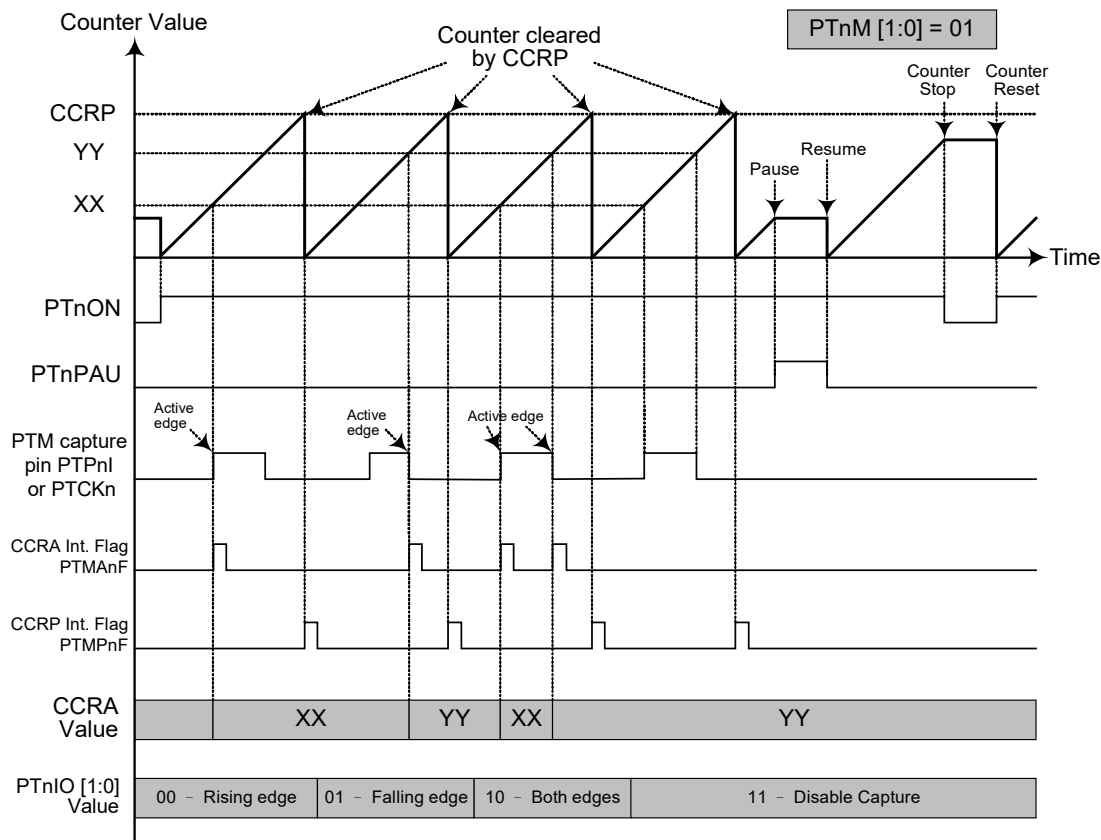 Counter Value
PTnM [1:0] = 01
Counter cleared
by CCRP
Counter
Stop
Counter
Reset
CCRP
YY
XX
Pause
Resume
Time
PTnON
PTnPAU
Active
edge
Active
edge
Active edge
PTM capture
pin PTPnI
or PTCKn
CCRA Int. Flag
PTMAnF
CCRP Int. Flag
PTMPnF
CCRA
Value
XX
YY
XX
YY
PTnIO [1:0]
Value
00 – Rising edge
01 – Falling edge
10 – Both edges
11 – Disable Capture